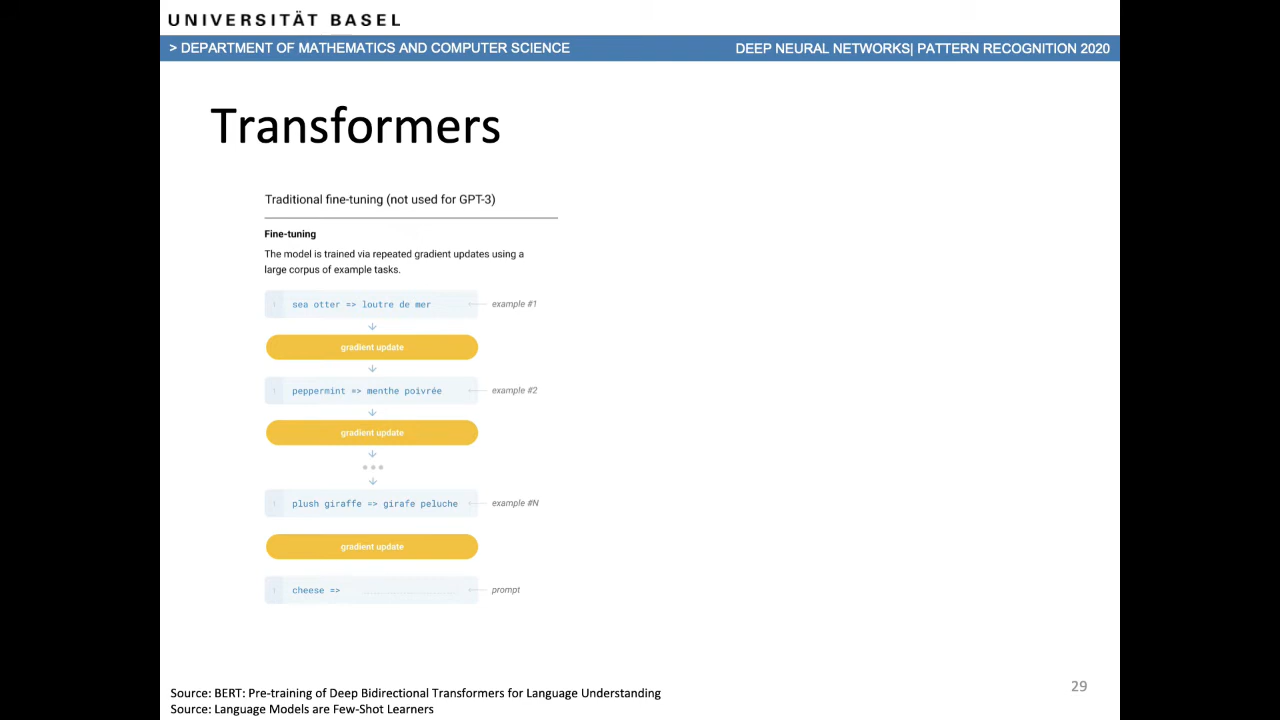 UNIVERSITÄT BASEL
> DEPARTMENT OF MATHEMATICS AND COMPUTER SCIENCE
DEEP NEURAL NETWORKS| PATTERN RECOGNITION 2020
Transformers
Traditional fine-tuning (not used for GPT-3)
Fine-tuning
The model is trained via repeated gradient updates using a
large corpus of example tasks.
1 sea otter => loutre de mer example #1
gradient update
1 peppermint => menthe poivrée example #2
gradient update
1 plush giraffe => girafe peluche example #N
gradient update
1 cheese => prompt
Source: BERT: Pre-training of Deep Bidirectional Transformers for Language Understanding
Source: Language Models are Few-Shot Learners
29